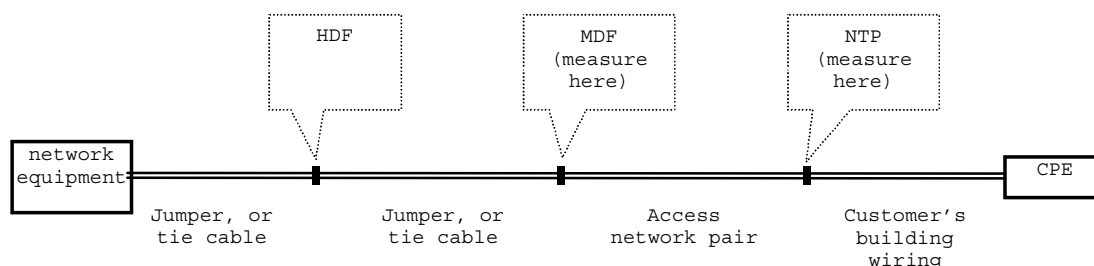 HDF
MDF
(measure
here)
NTP
(measure
here)
network
equipment
CPE
Jumper, or
tie cable
Jumper, or
tie cable
Access
network pair
Customer's
building
wiring